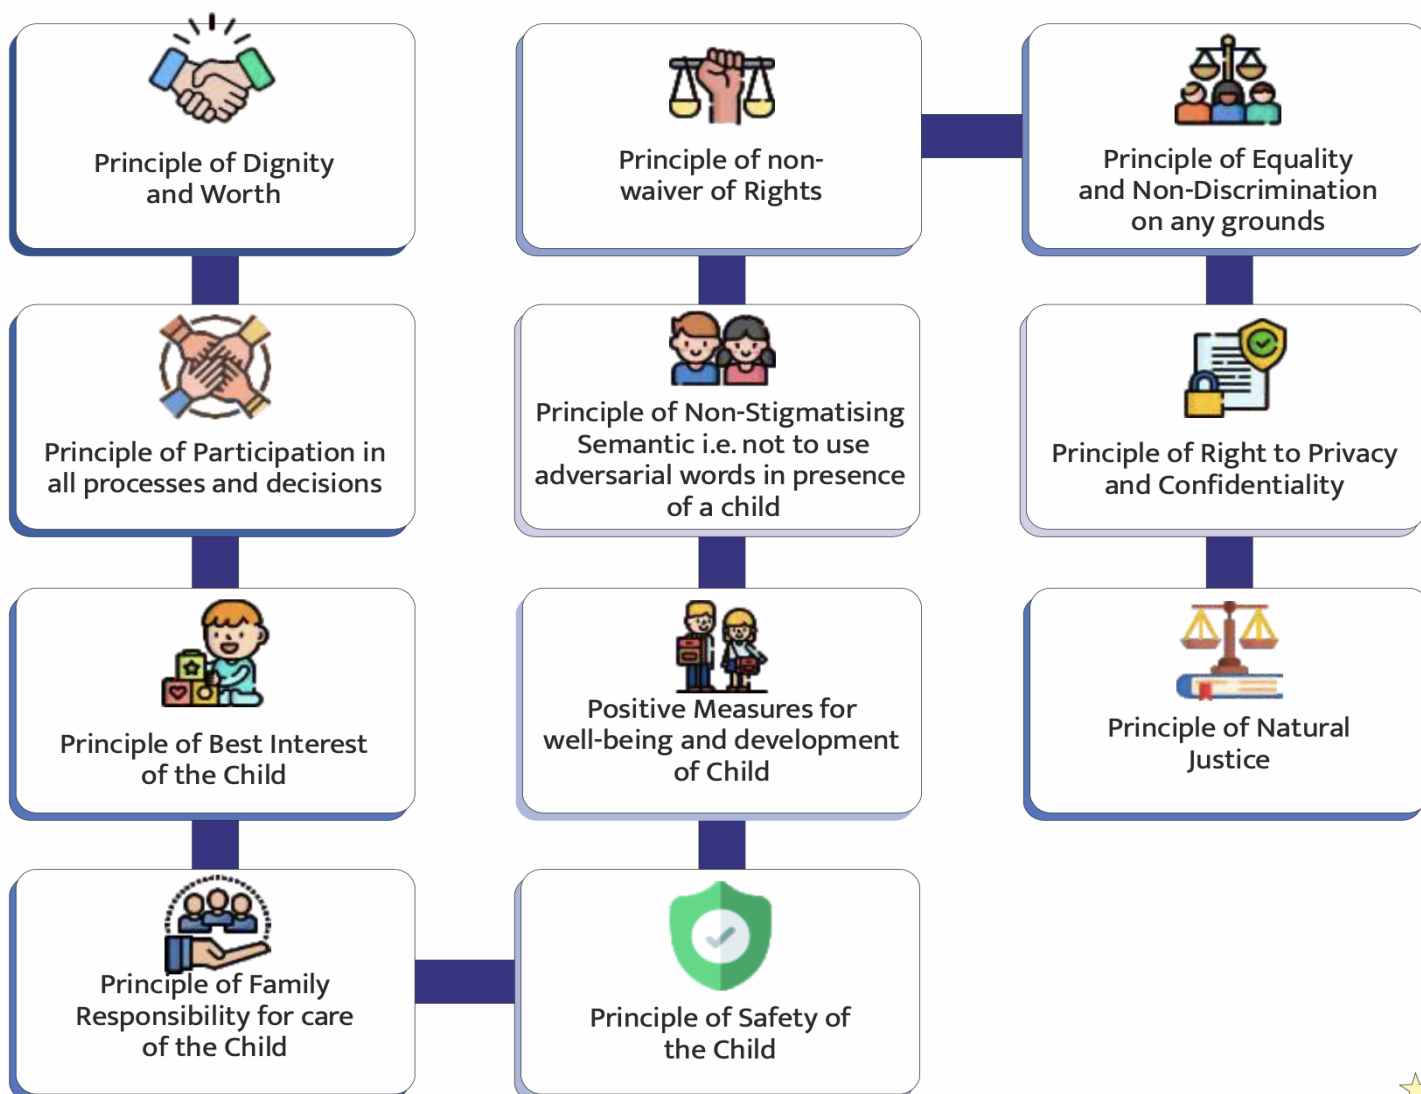 Principle of Dignity
and Worth
Principle of Participation in
all processes and decisions
Principle of Best Interest
of the Child
Principle of Family
Responsibility for care
of the Child
Principle of Safety of
the Child
Positive Measures for
well-being and development
of Child
Principle of Non-Stigmatising
Semantic i.e. not to use
adversarial words in presence
of a child
Principle of non-
waiver of Rights
Principle of Equality
and Non-Discrimination
on any grounds
Principle of Right to Privacy
and Confidentiality
Principle of Natural
Justice